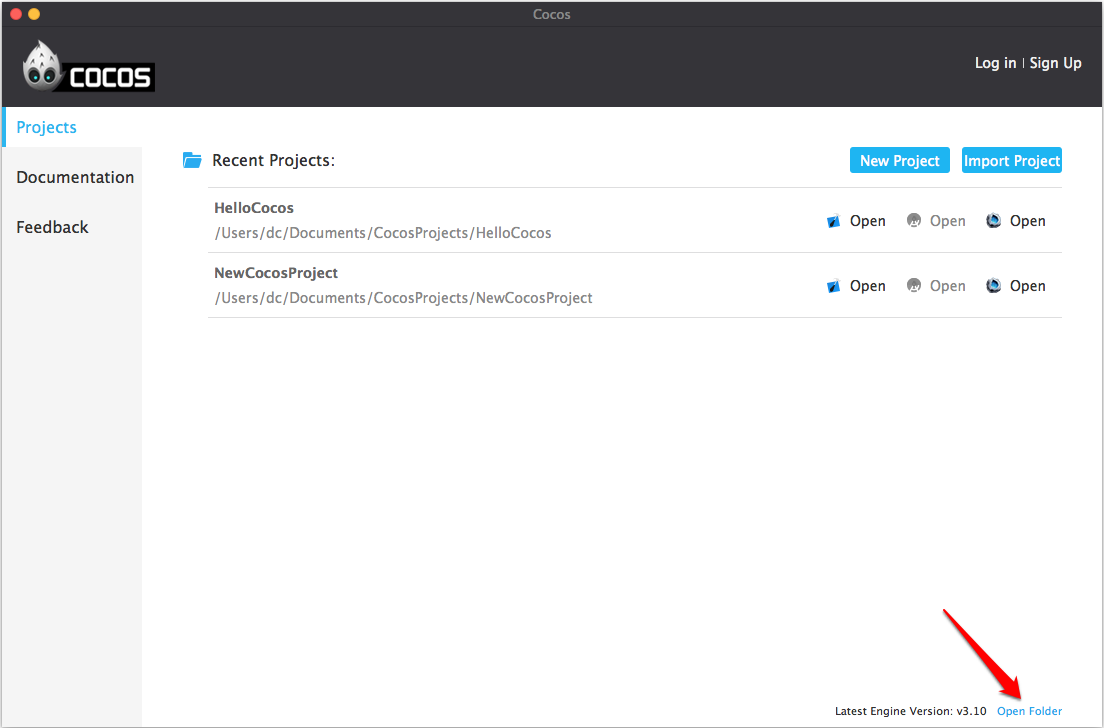 Cocos
COCOS
Log in | Sign Up
Projects
Documentation
Feedback
Recent Projects:
New Project
Import Project
HelloCocos
/Users/dc/Documents/CocosProjects/HelloCocos
Open
Open
Open
NewCocosProject
/Users/dc/Documents/CocosProjects/NewCocosProject
Open
Open
Open
Latest Engine Version: v3.10 Open Folder